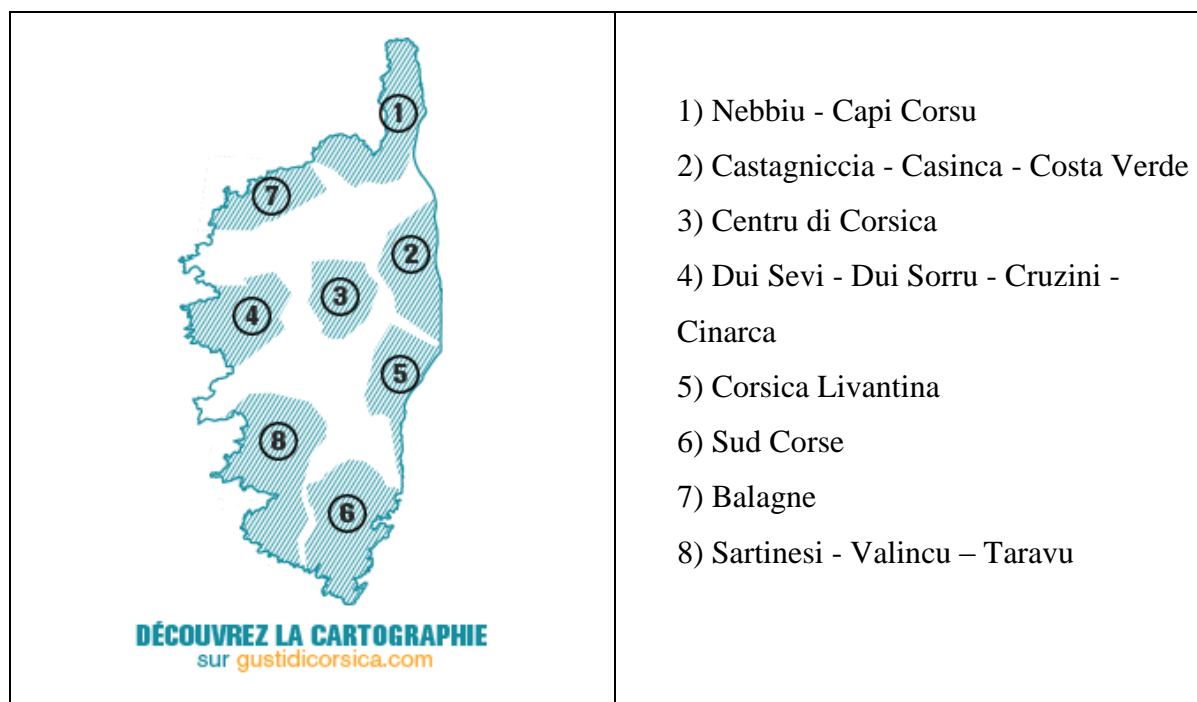 1
7
2
3
4
5
8
6
DÉCOUVREZ LA CARTOGRAPHIE
sur gustidicorsica.com
1) Nebbiu - Capi Corsu
2) Castagniccia - Casinca - Costa Verde
3) Centru di Corsica
4) Dui Sevi - Dui Sorru - Cruzini -
Cinarca
5) Corsica Livantina
6) Sud Corse
7) Balagne
8) Sartinesi - Valincu – Taravu